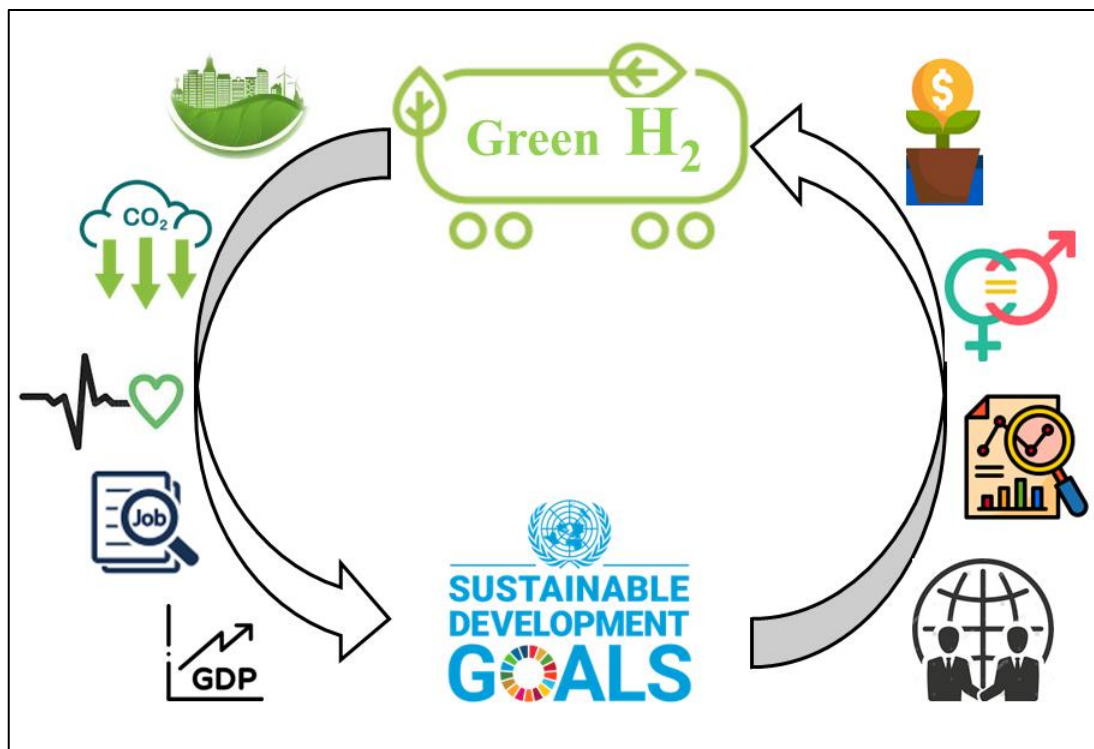 Green H₂
$
CO₂
Job
GDP
SUSTAINABLE
DEVELOPMENT
GOALS